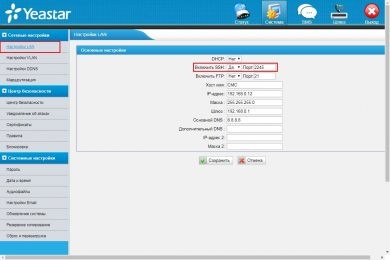 Yeastar
Статус
Система
SMS
Шлюз
Выход
Сетевые настройки
Настройки LAN
Настройки VLAN
Настройки DDNS
Маршрутизация
Центр безопасности
Центр безопасности
Уведомление об атаке
Сертификаты
Правила
Блокировка
Системные настройки
Пароль
Дата и время
Аудиофайлы
Настройки Email
Обновление системы
Резервное копирование
Сброс и перезагрузка
Настройки LAN
Основные настройки
DHCP: Нет
Включить SSH: Да Порт:2245
Включить FTP: Нет Порт:21
Хост имя: CMC
IP-адрес: 192.168.0.12
Маска: 255.255.255.0
Шлюз: 192.168.0.1
Основной DNS: 8.8.8.8
Дополнительный DNS:
IP-адрес 2:
Маска 2:
Сохранить
Отмена